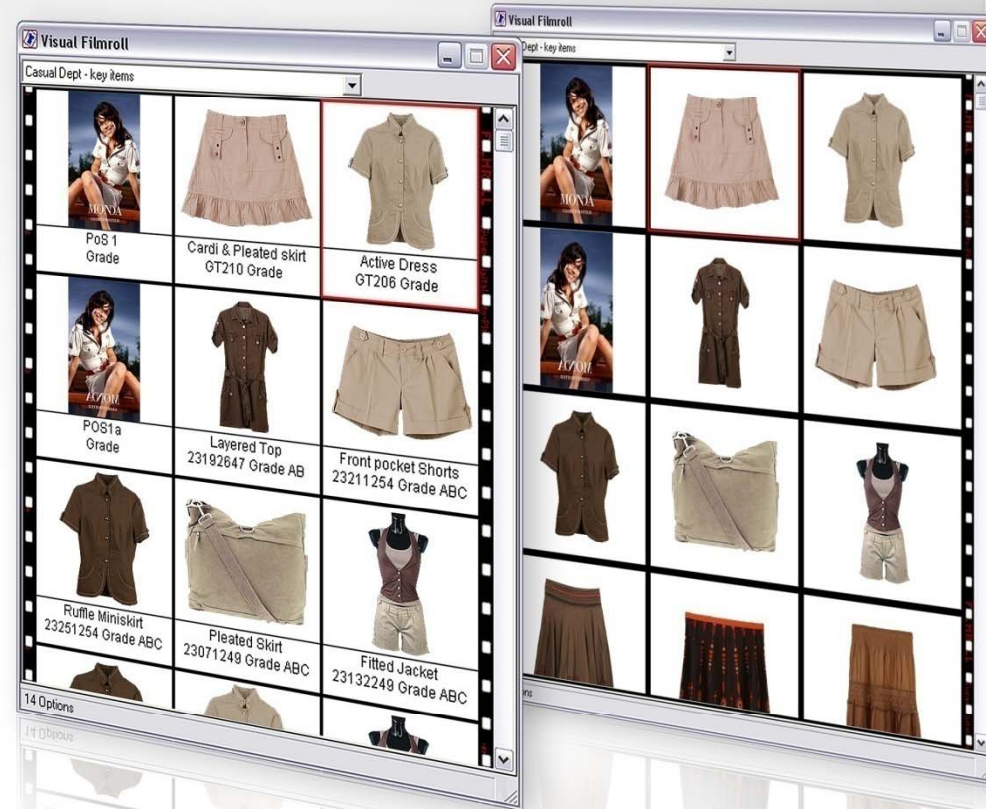 Visual Filmroll
Casual Dept - key items
MONDA
PoS 1
Grade
Cardi & Pleated skirt
GT210 Grade
Active Dress
GT206 Grade
POS1a
Grade
Layered Top
23192647 Grade AB
Front pocket Shorts
23211254 Grade ABC
Ruffle Miniskirt
23251254 Grade ABC
Pleated Skirt
23071249 Grade ABC
Fitted Jacket
23132249 Grade ABC
14 Options
Visual Filmroll
Dept - key items
MONDA